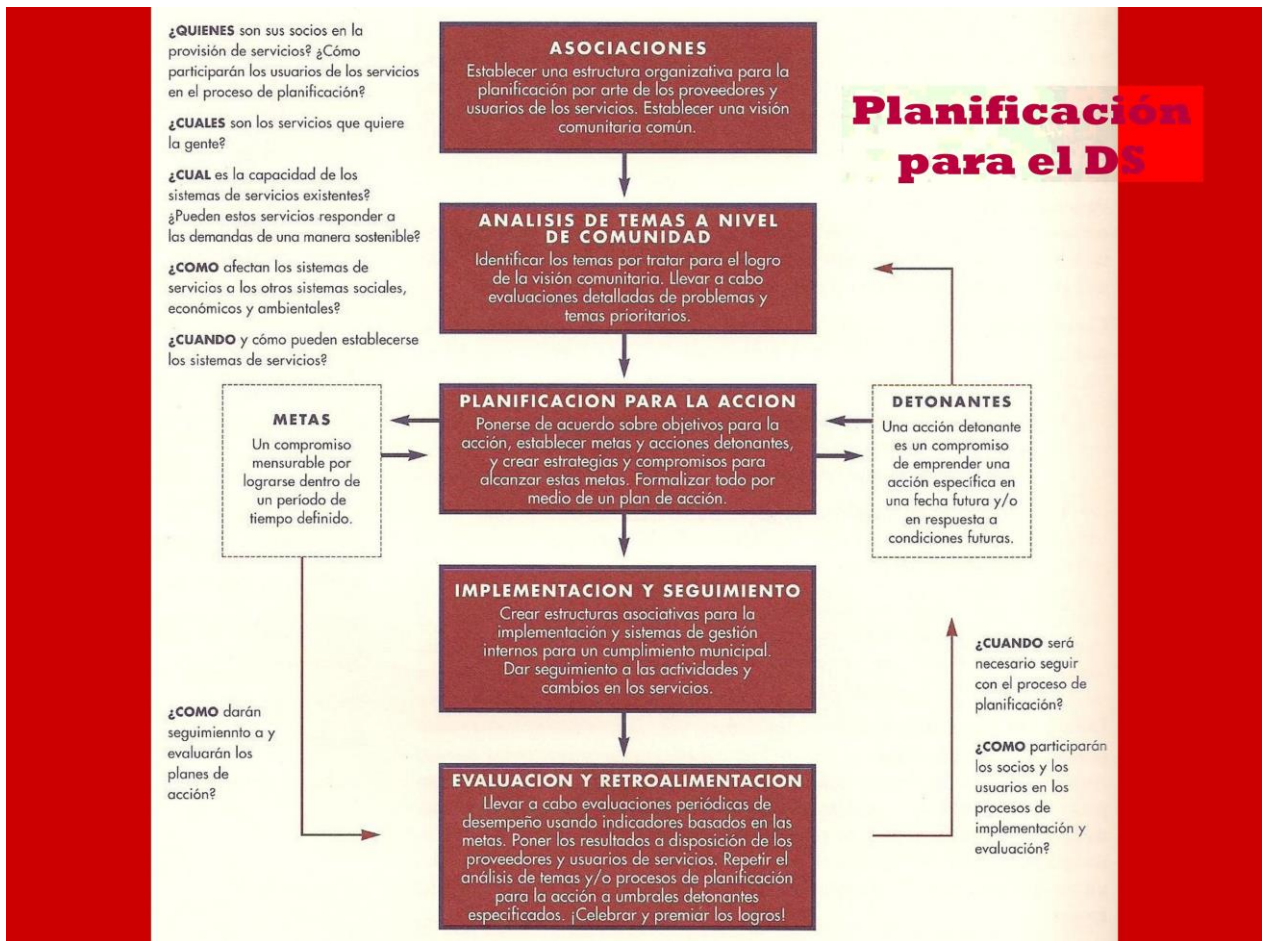 ¿QUIENES son sus socios en la
provisión de servicios? ¿Cómo
participarán los usuarios de los servicios
en el proceso de planificación?
¿CUALES son los servicios que quiere
la gente?
¿CUAL es la capacidad de los
sistemas de servicios existentes?
¿Pueden estos servicios responder a
las demandas de una manera sostenible?
¿COMO afectan los sistemas de
servicio a los otros sistemas sociales,
económicos y ambientales?
¿CUANDO y cómo pueden establecerse
los sistemas de servicios?
ASOCIACIONES
Establecer una estructura organizativa para la
planificación por arte de los proveedores y
usuarios de los servicios. Establecer una visión
comunitaria común.
Planificación
para el DS
ANALISIS DE TEMAS A NIVEL
DE COMUNIDAD
Identificar los temas por tratar para el logro
de la visión comunitaria. Llevar a cabo
evaluaciones detalladas de problemas y
temas prioritarios.
METAS
Un compromiso
mensurable por
lograrse dentro de
un período de
tiempo definido.
PLANIFICACION PARA LA ACCION
Ponerse de acuerdo sobre objetivos para la
acción, establecer metas y acciones detonantes,
y crear estrategias y compromisos para
alcanzar estas metas. Formalizar todo por
medio de un plan de acción.
DETONANTES
Una acción detonante
es un compromiso
de emprender una
acción específica en
una fecha futura y/o
en respuesta a
condiciones futuras.
IMPLEMENTACION Y SEGUIMIENTO
Crear estructuras asociativas para la
implementación y sistemas de gestión
internos para un cumplimiento municipal.
Dar seguimiento a las actividades y
cambios en los servicios.
¿COMO darán
seguimiennto a y
evaluarán los
planes de
acción?
¿CUANDO será
necesario seguir
con el proceso de
planificación?
¿COMO participarán
los socios y los
usuarios en los
procesos de
implementación y
evaluación?
EVALUACION Y RETROALIMENTACION
Llevar a cabo evaluaciones periódicas de
desempeño usando indicadores basados en las
metas. Poner los resultados a disposición de los
proveedores y usuarios de servicios. Repetir el
análisis de temas y/o procesos de planificación
para la acción a umbrales detonantes
especificados. ¡Celebrar y premiar los logros!